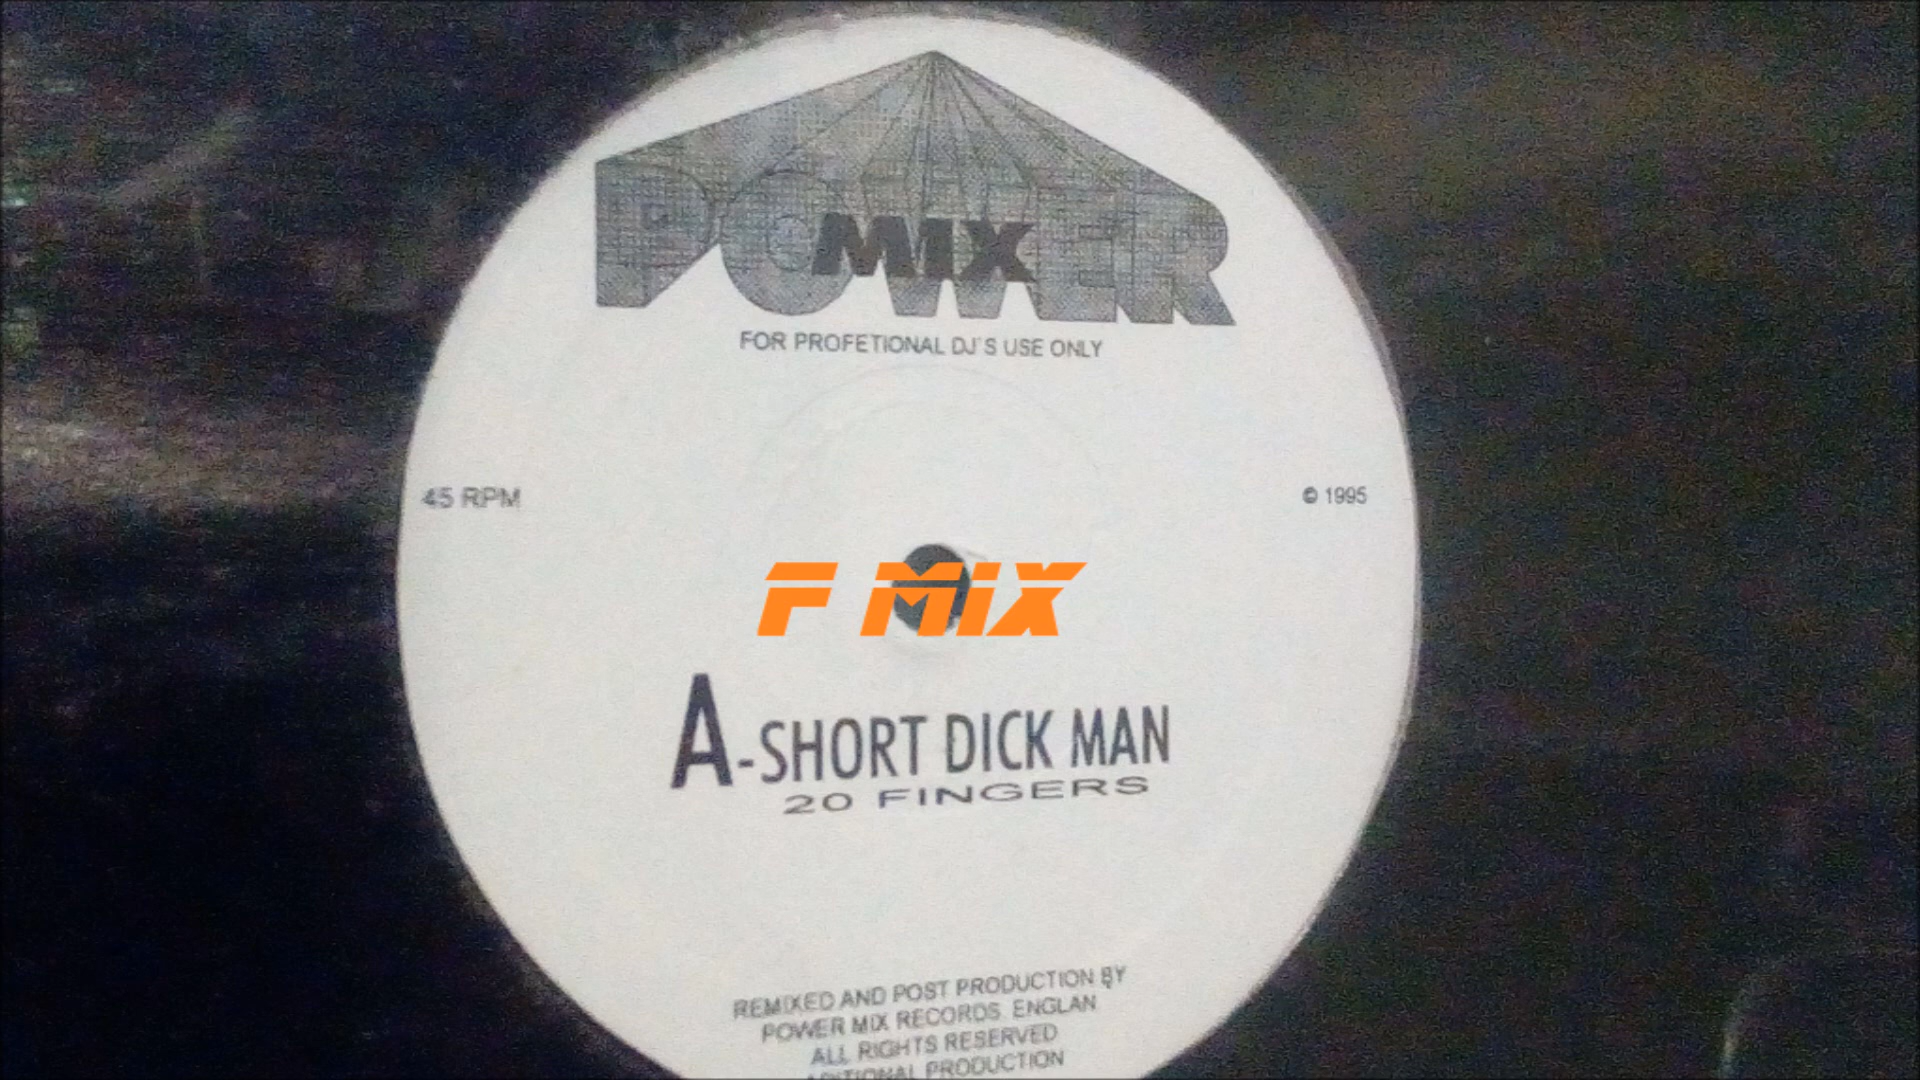 POWER
MIX
FOR PROFETIONAL DJ'S USE ONLY
45 RPM
© 1995
F MIX
A-SHORT DICK MAN
20 FINGERS
REMIXED AND POST PRODUCTION BY
POWER MIX RECORDS. ENGLAN
ALL RIGHTS RESERVED
PRODUCTION